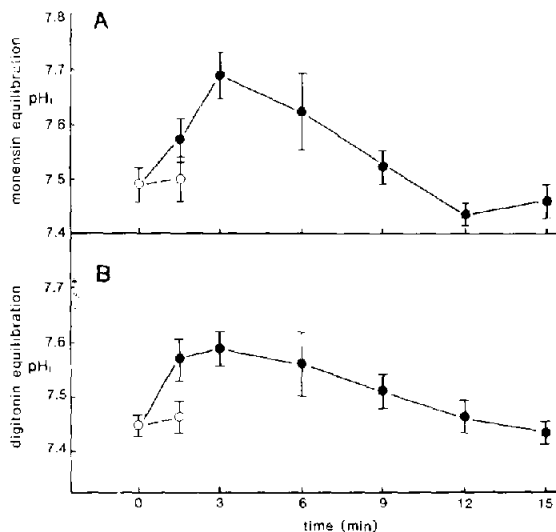 A
monensin equilibration
pHi
7.8
7.7
7.6
7.5
7.4
B
digitonin equilibration
pHi
7.7
7.6
7.5
7.4
0 3 6 9 12 15
time (min)